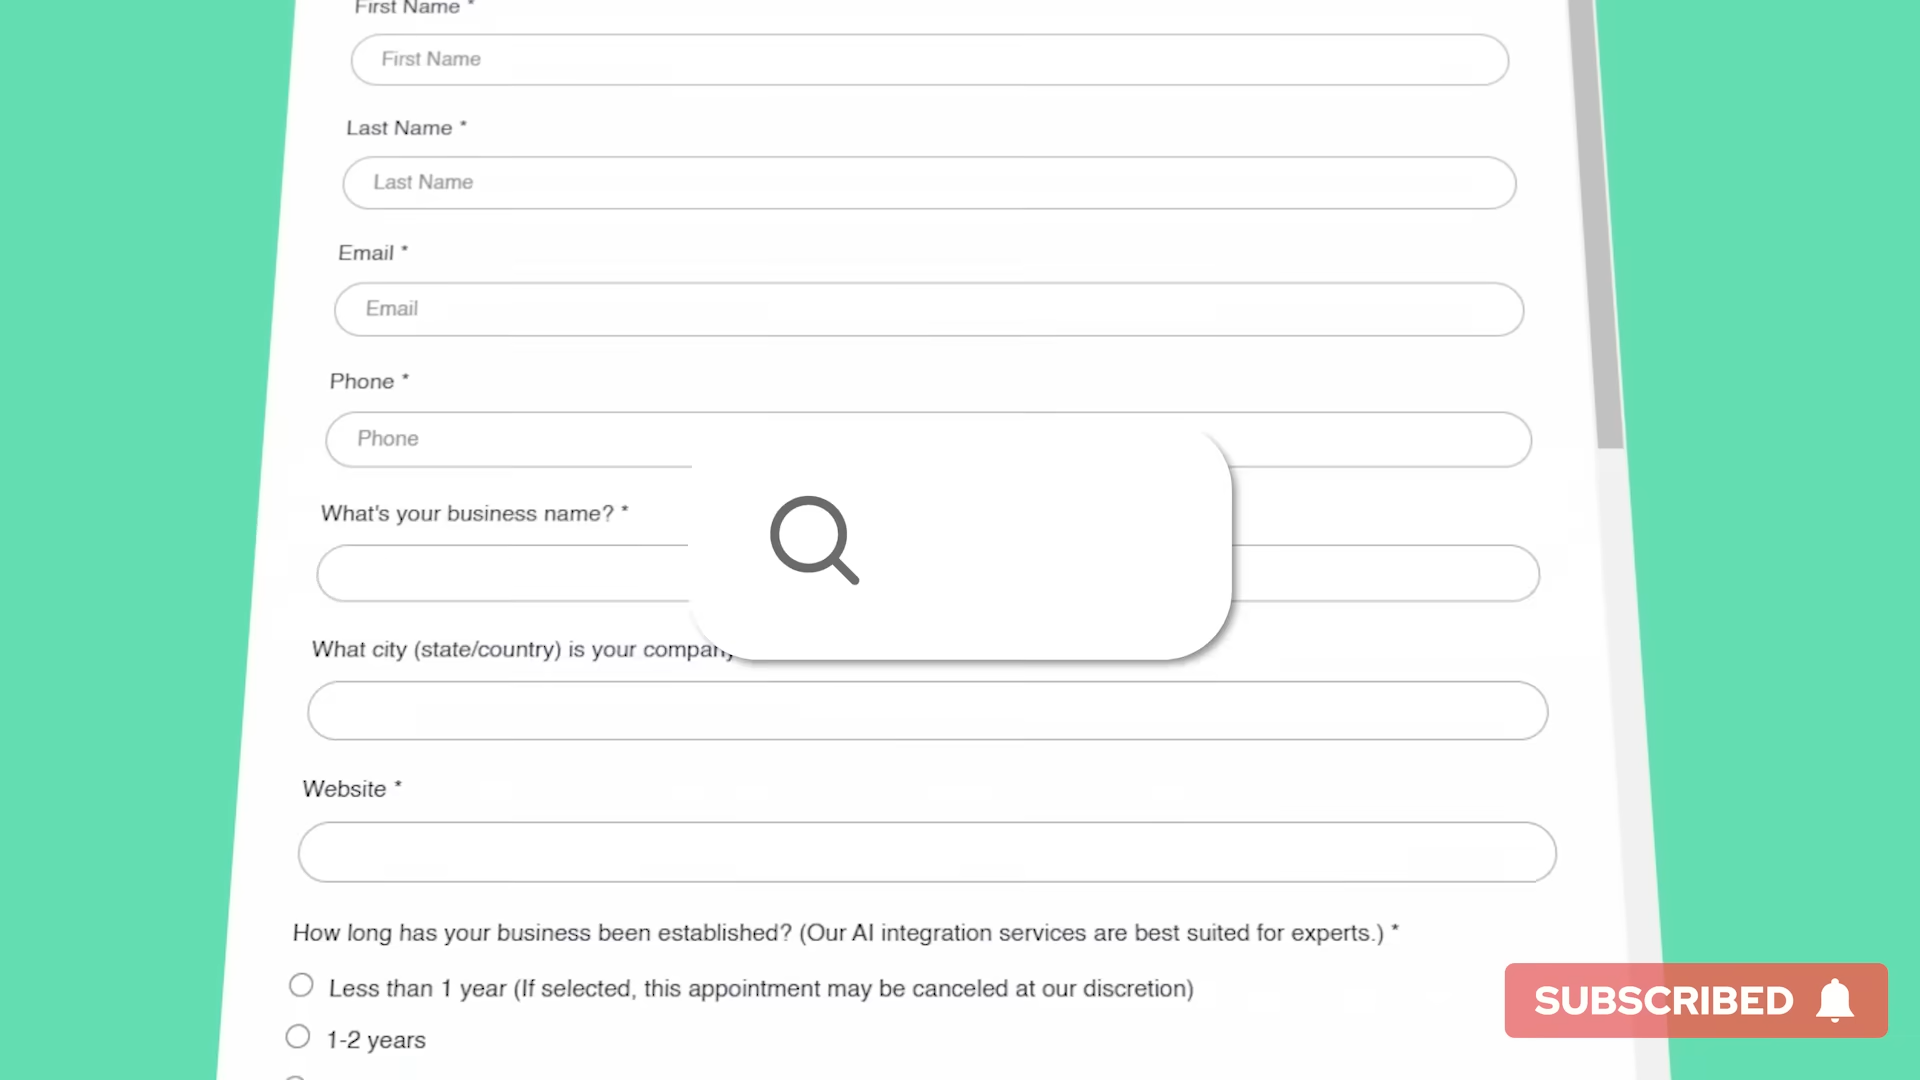 First Name *
First Name
Last Name *
Last Name
Email *
Email
Phone *
Phone
What's your business name? *
What city (state/country) is your company
Website *
How long has your business been established? (Our AI integration services are best suited for experts.) *
Less than 1 year (If selected, this appointment may be canceled at our discretion)
1-2 years
SUBSCRIBED